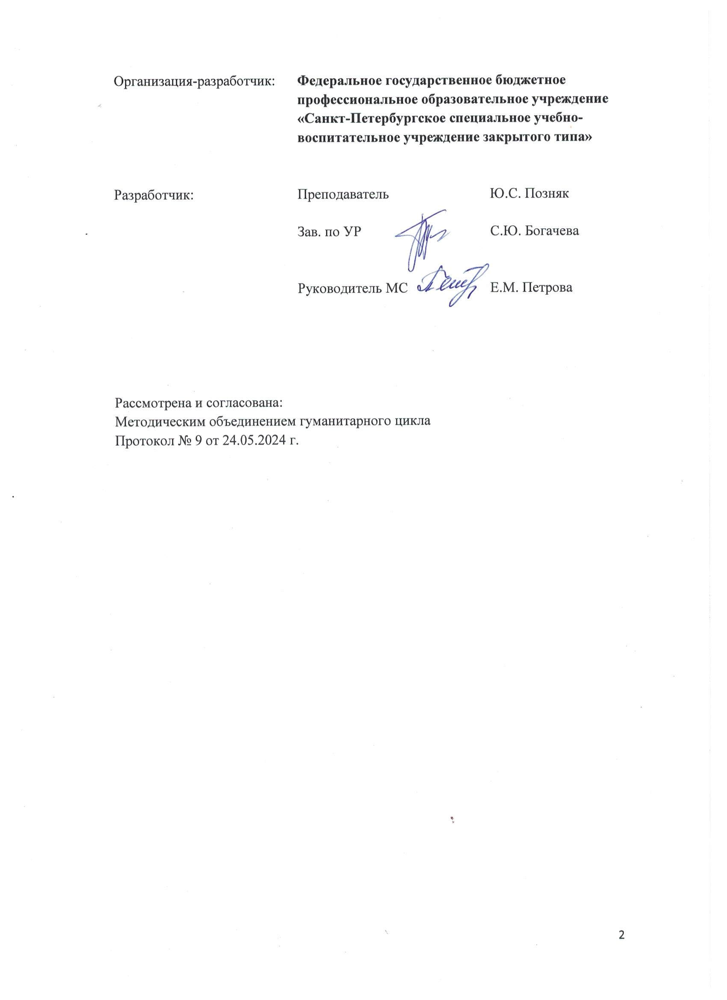 Организация-разработчик: Федеральное государственное бюджетное
профессиональное образовательное учреждение
«Санкт-Петербургское специальное учебно-
воспитательное учреждение закрытого типа»
Разработчик: Преподаватель Ю.С. Позняк
Зав. по УР С.Ю. Богачева
Руководитель МС Е.М. Петрова
Рассмотрена и согласована:
Методическим объединением гуманитарного цикла
Протокол № 9 от 24.05.2024 г.
2